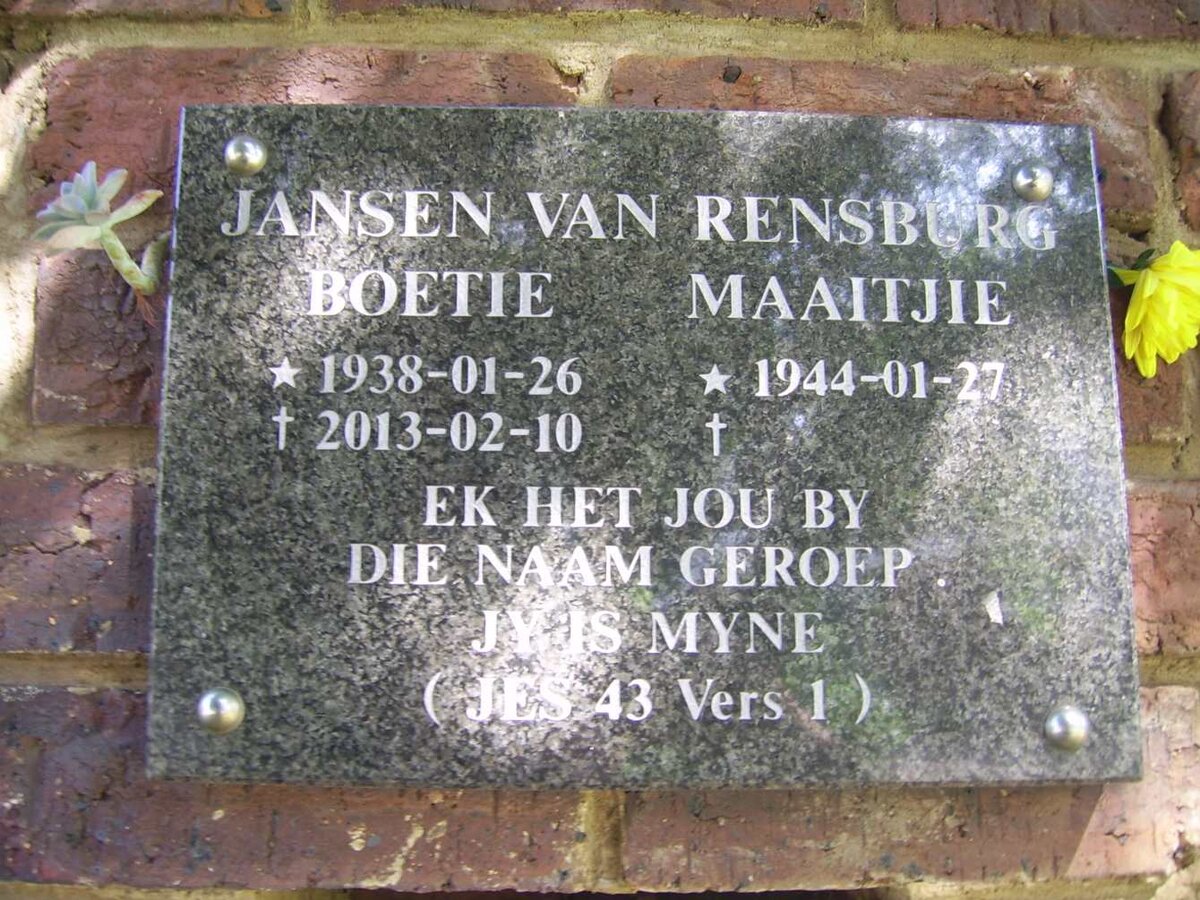 JANSEN VAN RENSBURG
BOETIE MAAITJIE
★ 1938-01-26 ★ 1944-01-27
† 2013-02-10 †
EK HET JOU BY
DIE NAAM GEROEP
JY IS MYNE
( JES 43 Vers 1 )